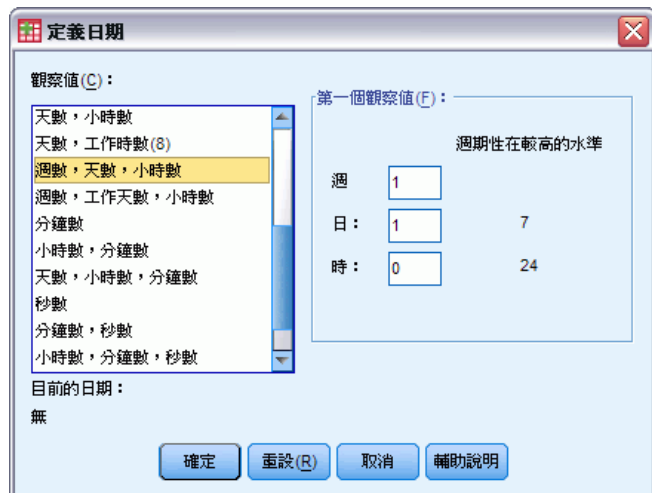 定義日期
觀察值(C)：
天數，小時數
天數，工作時數(8)
週數，天數，小時數
週數，工作天數，小時數
分鐘數
小時數，分鐘數
天數，小時數，分鐘數
秒數
分鐘數，秒數
小時數，分鐘數，秒數
目前的日期：
無
第一個觀察值(F)：
週期性在較高的水準
週 1
日： 1 7
時： 0 24
確定 重設(R) 取消 輔助說明